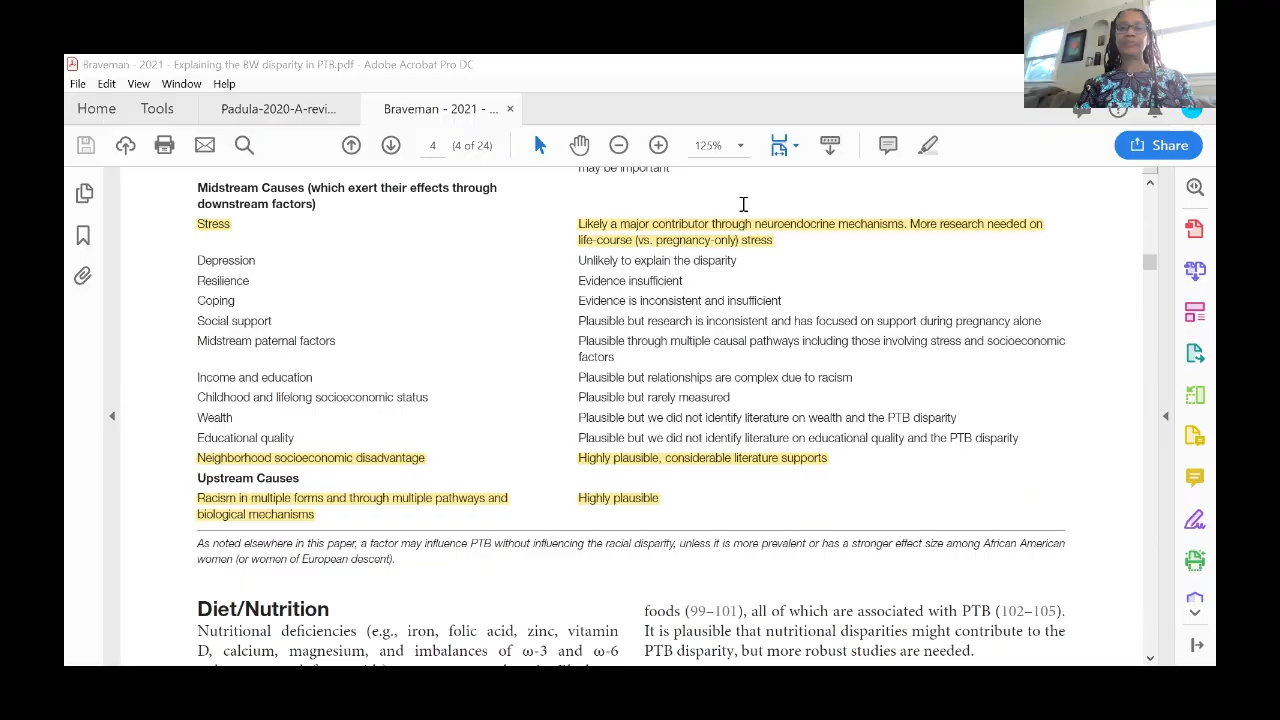 Braveman - 2021 - Explaining the BW disparity in PTB.pdf - Adobe Acrobat Pro DC
File Edit View Window Help
Home Tools Padula-2020-A-revi... Braveman - 2021 - ... ×
4 (4 of 24) 125% Share
may be important
Midstream Causes (which exert their effects through
downstream factors)
Stress Likely a major contributor through neuroendocrine mechanisms. More research needed on
life-course (vs. pregnancy-only) stress
Depression Unlikely to explain the disparity
Resilience Evidence insufficient
Coping Evidence is inconsistent and insufficient
Social support Plausible but research is inconsistent and has focused on support during pregnancy alone
Midstream paternal factors Plausible through multiple causal pathways including those involving stress and socioeconomic
factors
Income and education Plausible but relationships are complex due to racism
Childhood and lifelong socioeconomic status Plausible but rarely measured
Wealth Plausible but we did not identify literature on wealth and the PTB disparity
Educational quality Plausible but we did not identify literature on educational quality and the PTB disparity
Neighborhood socioeconomic disadvantage Highly plausible, considerable literature supports
Upstream Causes
Racism in multiple forms and through multiple pathways and Highly plausible
biological mechanisms
As noted elsewhere in this paper, a factor may influence PTB without influencing the racial disparity, unless it is more prevalent or has a stronger effect size among African American
women (or women of European descent).
Diet/Nutrition
Nutritional deficiencies (e.g., iron, folic acid, zinc, vitamin
D, calcium, magnesium, and imbalances of ω-3 and ω-6
foods (99–101), all of which are associated with PTB (102–105).
It is plausible that nutritional disparities might contribute to the
PTB disparity, but more robust studies are needed.